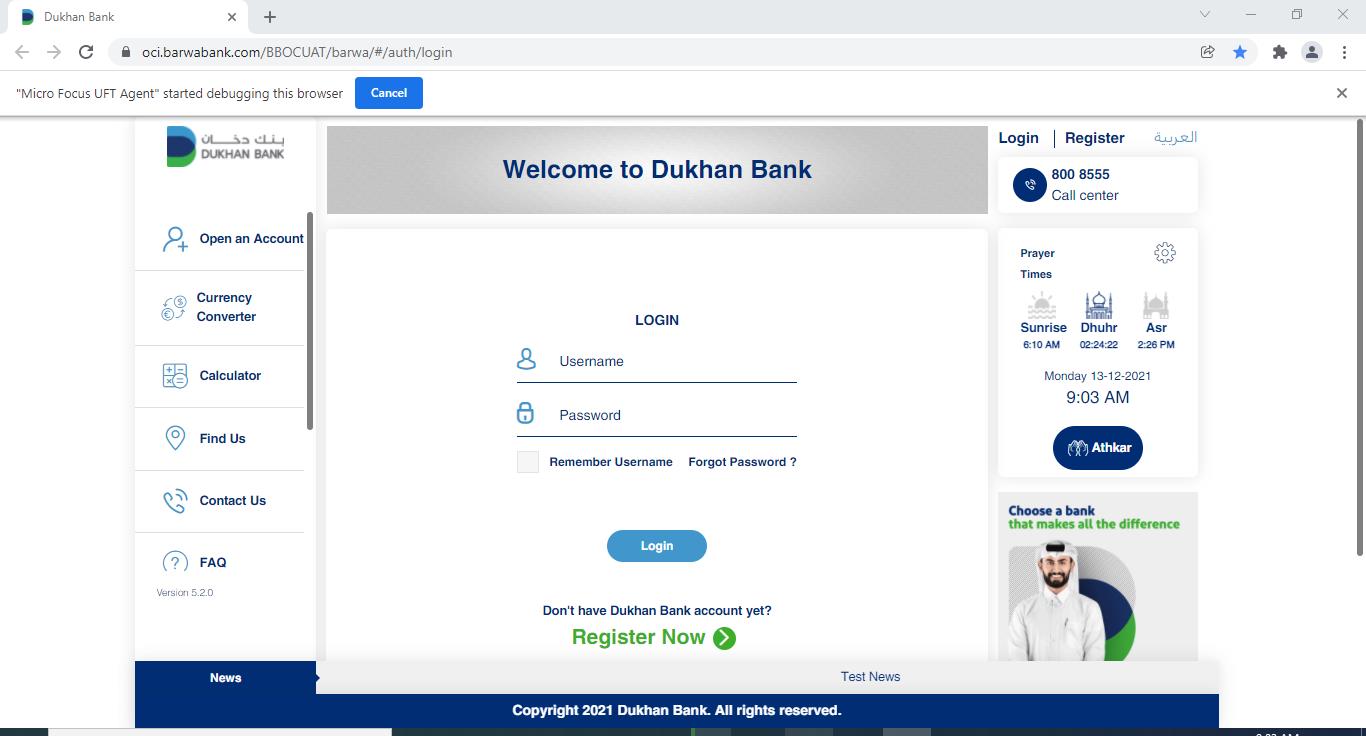 Dukhan Bank
oci.barwabank.com/BBOCUAT/barwa/#/auth/login
"Micro Focus UFT Agent" started debugging this browser
Cancel
بنك دخان
DUKHAN BANK
Open an Account
Currency
Converter
Calculator
Find Us
Contact Us
FAQ
Version 5.2.0
Welcome to Dukhan Bank
LOGIN
Username
Password
Remember Username Forgot Password ?
Login
Don't have Dukhan Bank account yet?
Register Now
Login Register العربية
800 8555
Call center
Prayer
Times
Sunrise Dhuhr Asr
6:10 AM 02:24:22 2:26 PM
Monday 13-12-2021
9:03 AM
Athkar
Choose a bank
that makes all the difference
News
Test News
Copyright 2021 Dukhan Bank. All rights reserved.